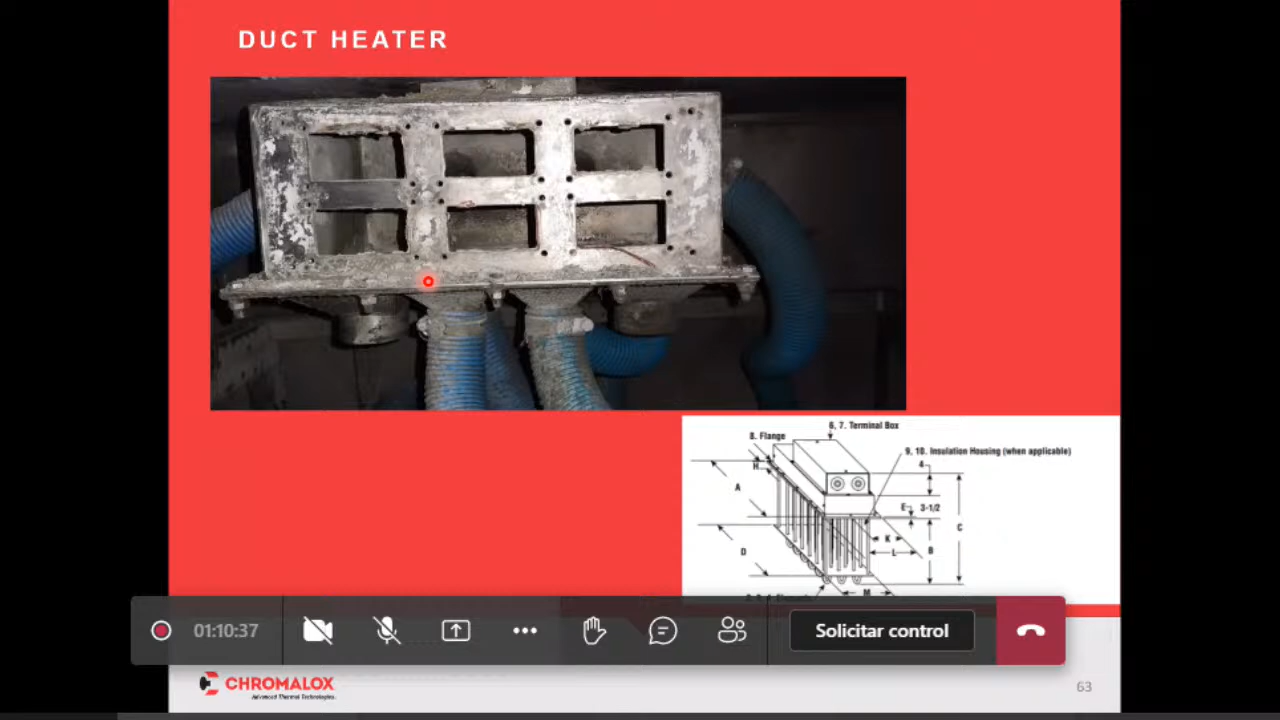 DUCT HEATER
6, 7. Terminal Box
8. Flange
9, 10. Insulation Housing (when applicable)
4
H
A
E
3-1/2
C
K
D
L
B
M
01:10:37
Solicitar control
CHROMALOX
Advanced Thermal Technologies
63